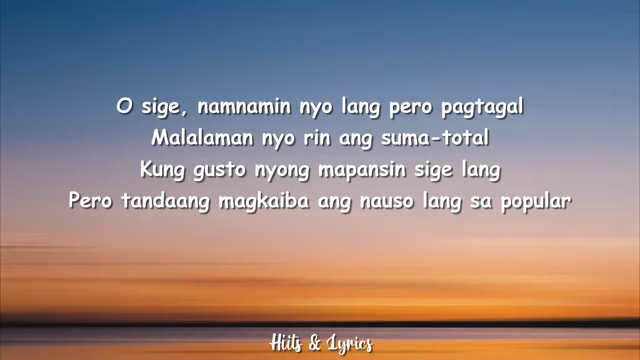 O sige, namnamin nyo lang pero pagtagal
Malalaman nyo rin ang suma-total
Kung gusto nyong mapansin sige lang
Pero tandaang magkaiba ang nauso lang sa popular
Hiits & Lyrics